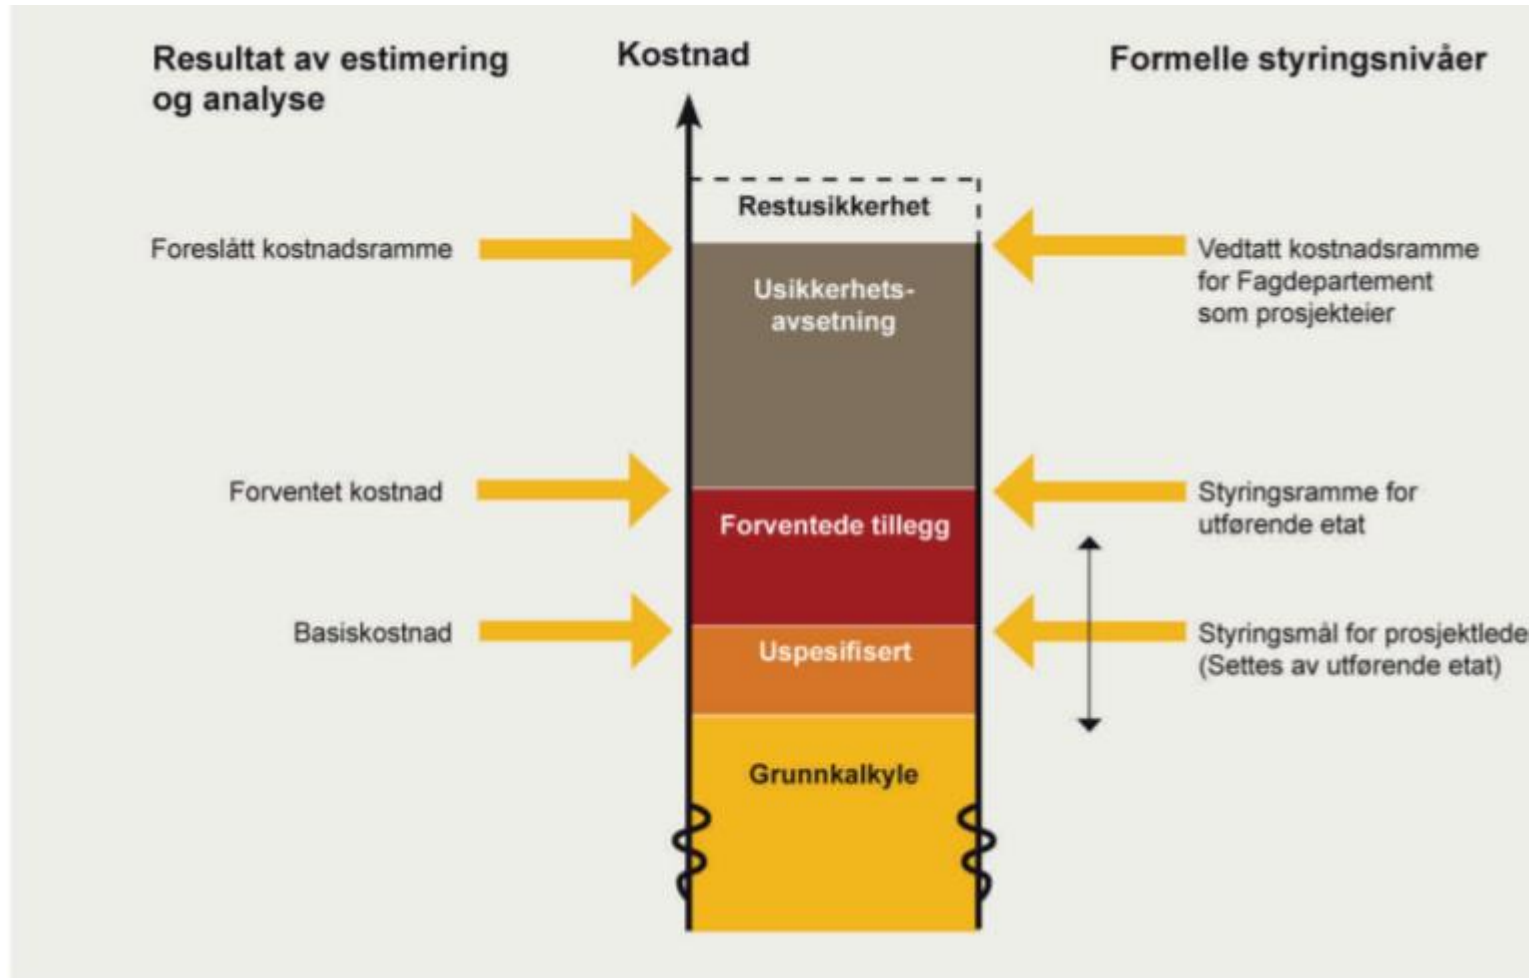 Resultat av estimering
og analyse
Kostnad
Formelle styringsnivåer
Restusikkerhet
Foreslått kostnadsramme
Vedtatt kostnadsramme
for Fagdepartement
som prosjekteier
Usikkerhets-
avsetning
Forventet kostnad
Styringsramme for
utførende etat
Forventede tillegg
Basiskostnad
Styringsmål for prosjektlede
(Settes av utførende etat)
Uspesifisert
Grunnkalkyle